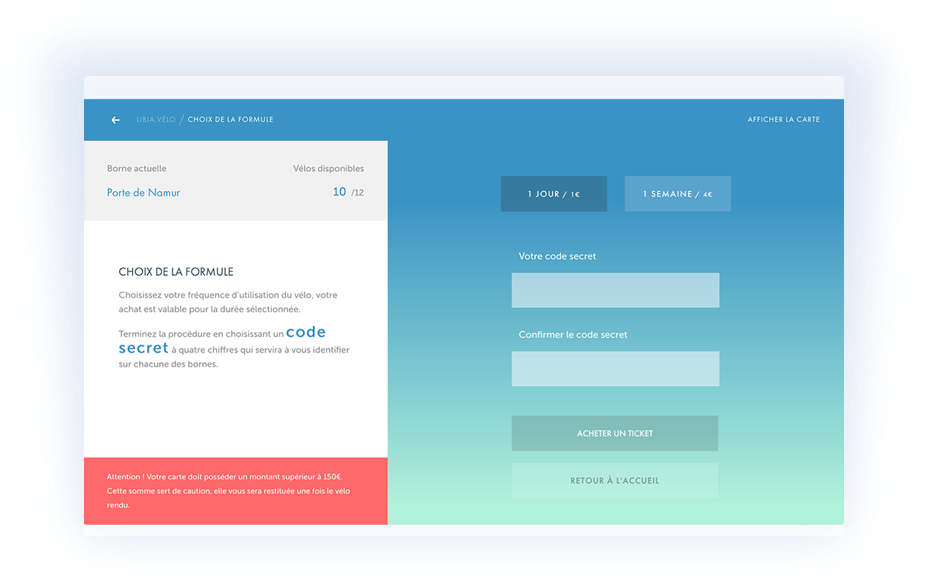 LIBIA.VÉLO / CHOIX DE LA FORMULE
AFFICHER LA CARTE
Borne actuelle
Vélos disponibles
Porte de Namur
10 /12
CHOIX DE LA FORMULE
Choisissez votre fréquence d'utilisation du vélo, votre
achat est valable pour la durée sélectionnée.
Terminez la procédure en choisissant un code
secret à quatre chiffres qui servira à vous identifier
sur chacune des bornes.
Attention ! Votre carte doit posséder un montant supérieur à 150€.
Cette somme sert de caution, elle vous sera restituée une fois le vélo
rendu.
1 JOUR / 1€
1 SEMAINE / 4€
Votre code secret
Confirmer le code secret
ACHETER UN TICKET
RETOUR À L'ACCUEIL